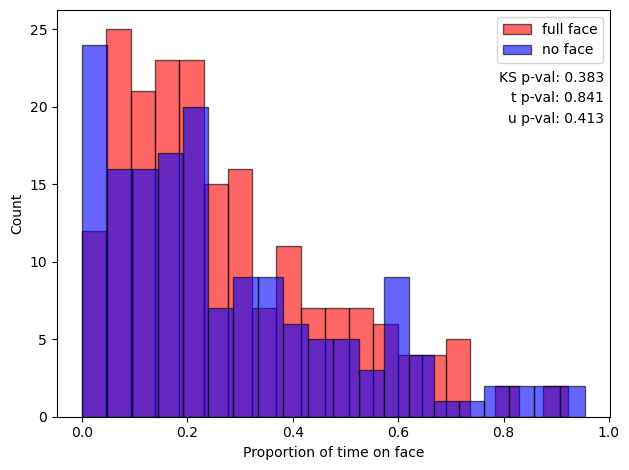 full face
no face
KS p-val: 0.383
t p-val: 0.841
u p-val: 0.413
25
20
15
10
5
0
Count
0.0 0.2 0.4 0.6 0.8 1.0
Proportion of time on face